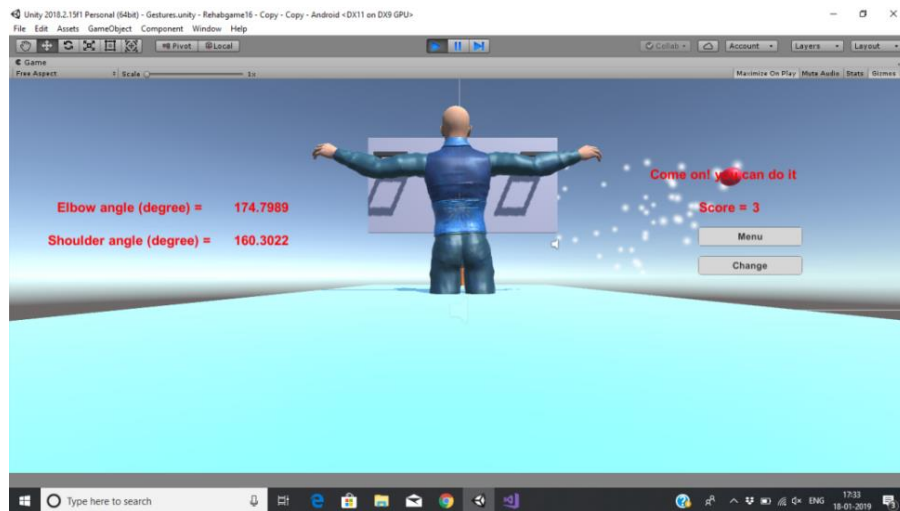 Unity 2018.2.15f1 Personal (64bit) - Gestures.unity - Rehabgame16 - Copy - Copy - Android <DX11 on DX9 GPU>
File Edit Assets GameObject Component Window Help
Pivot Local Collab Account Layers Layout
Game
Free Aspect Scale 1x Maximize On Play Mute Audio Stats Gizmos
Come on! you can do it
Elbow angle (degree) = 174.7989
Score = 3
Shoulder angle (degree) = 160.3022
Menu
Change
Type here to search
ENG
17:33
18-01-2019